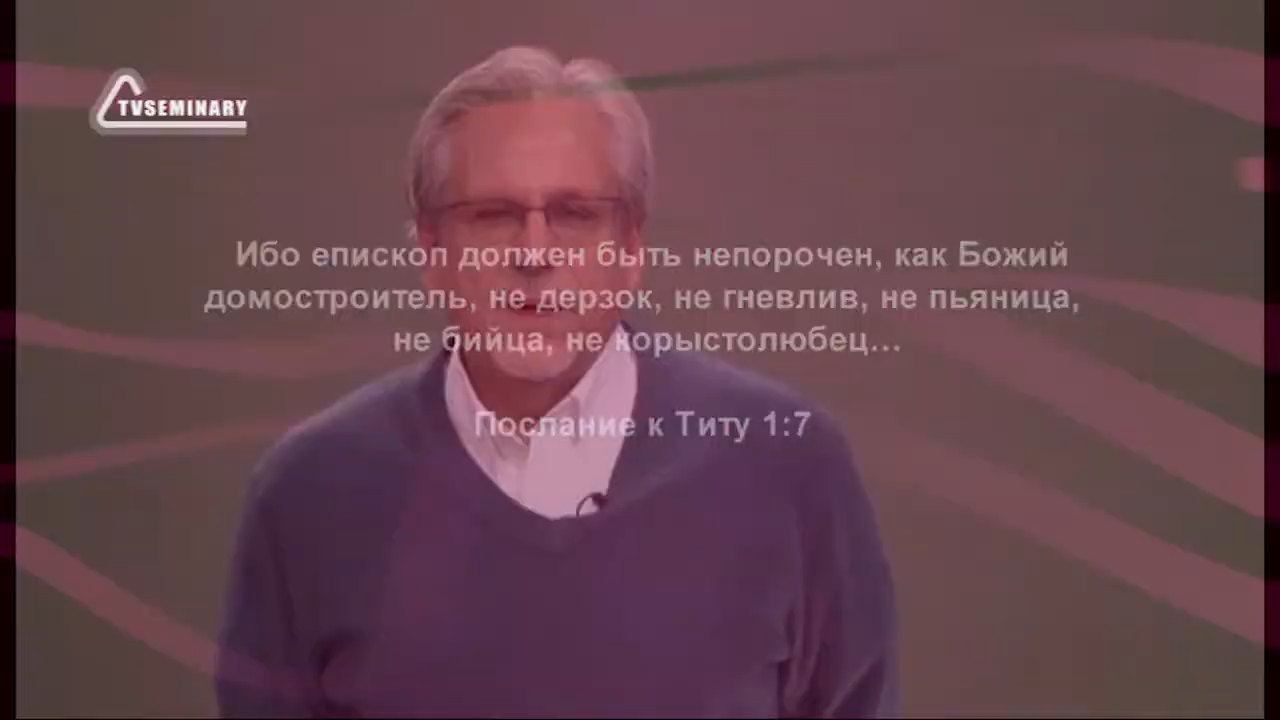 TVSEMINARY
Ибо епископ должен быть непорочен, как Божий
домостроитель, не дерзок, не гневлив, не пьяница,
не бийца, не корыстолюбец...
Послание к Титу 1:7